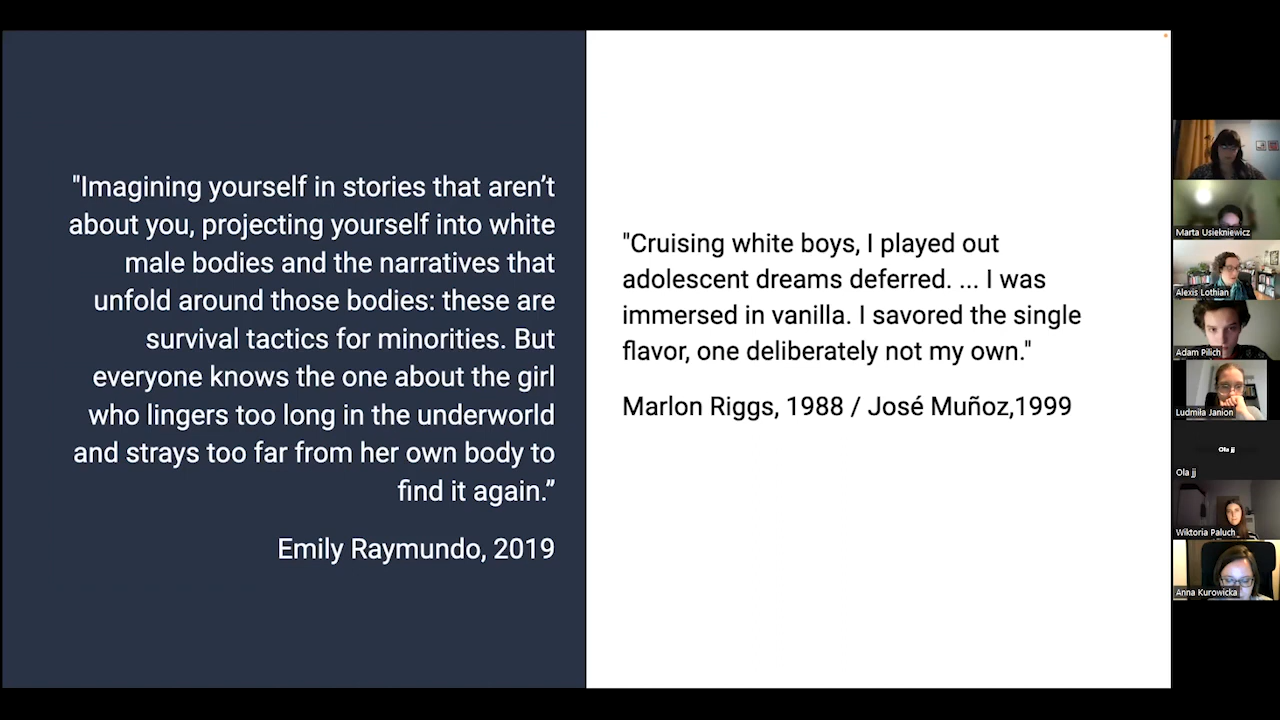 "Imagining yourself in stories that aren’t
about you, projecting yourself into white
male bodies and the narratives that
unfold around those bodies: these are
survival tactics for minorities. But
everyone knows the one about the girl
who lingers too long in the underworld
and strays too far from her own body to
find it again.”
Emily Raymundo, 2019
"Cruising white boys, I played out
adolescent dreams deferred. ... I was
immersed in vanilla. I savored the single
flavor, one deliberately not my own."
Marlon Riggs, 1988 / José Muñoz,1999
Marta Usiekniewicz
Alexis Lothian
Adam Pilich
Ludmiła Janion
Ola jj
Ola jj
Wiktoria Paluch
Anna Kurowicka